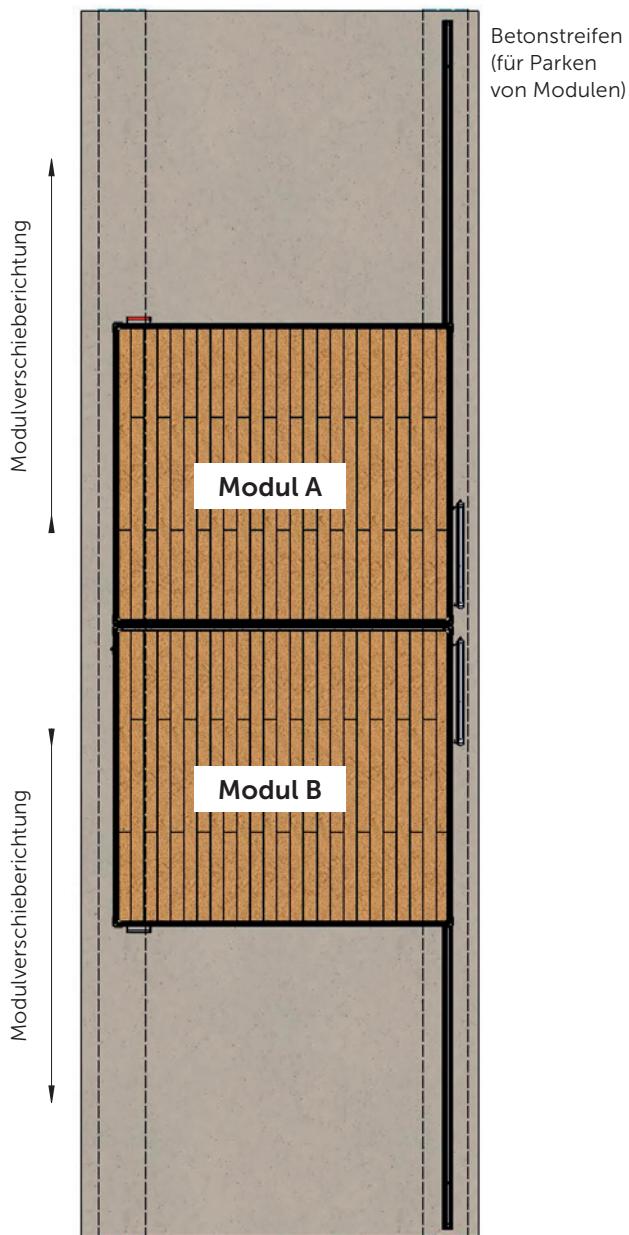 Betonstreifen
(für Parken
von Modulen)
Modulverschieberichtung
Modul A
Modul B
Modulverschieberichtung